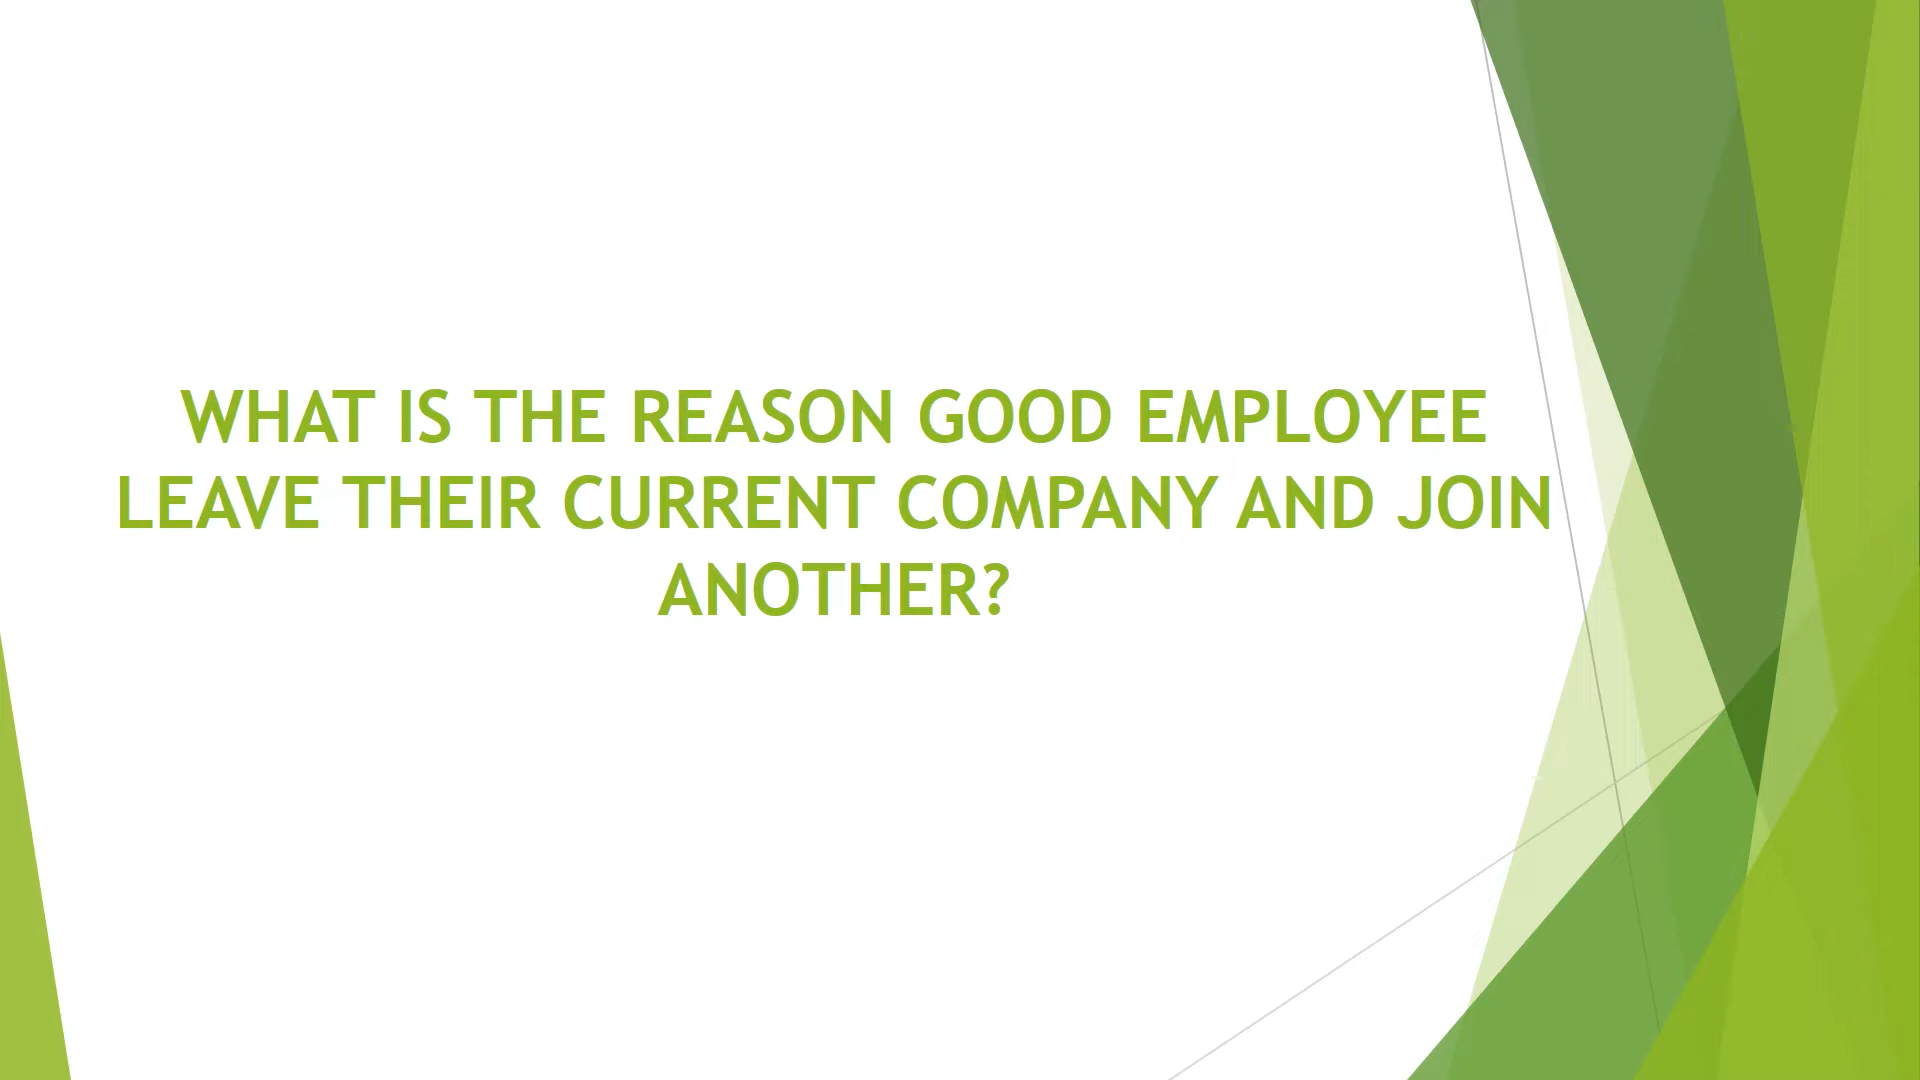 WHAT IS THE REASON GOOD EMPLOYEE
LEAVE THEIR CURRENT COMPANY AND JOIN
ANOTHER?